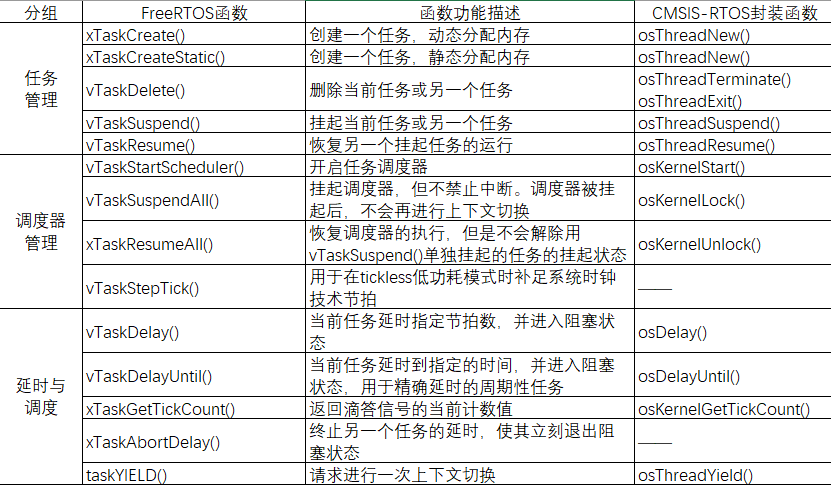 分组 FreeRTOS函数 函数功能描述 CMSIS-RTOS封装函数
任务
管理
xTaskCreate() 创建一个任务，动态分配内存 osThreadNew()
xTaskCreateStatic() 创建一个任务，静态分配内存 osThreadNew()
vTaskDelete() 删除当前任务或另一个任务 osThreadTerminate()
osThreadExit()
vTaskSuspend() 挂起当前任务或另一个任务 osThreadSuspend()
vTaskResume() 恢复另一个挂起任务的运行 osThreadResume()
调度器
管理
vTaskStartScheduler() 开启任务调度器 osKernelStart()
vTaskSuspendAll() 挂起调度器，但不禁止中断。调度器被挂
起后，不会再进行上下文切换 osKernelLock()
xTaskResumeAll() 恢复调度器的执行，但是不会解除用
vTaskSuspend()单独挂起的任务的挂起状态 osKernelUnlock()
vTaskStepTick() 用于在tickless低功耗模式时补足系统时钟
技术节拍 ——
延时与
调度
vTaskDelay() 当前任务延时指定节拍数，并进入阻塞状
态 osDelay()
vTaskDelayUntil() 当前任务延时到指定的时间，并进入阻塞
状态，用于精确延时的周期性任务 osDelayUntil()
xTaskGetTickCount() 返回滴答信号的当前计数值 osKernelGetTickCount()
xTaskAbortDelay() 终止另一个任务的延时，使其立刻退出阻
塞状态 ——
taskYIELD() 请求进行一次上下文切换 osThreadYield()